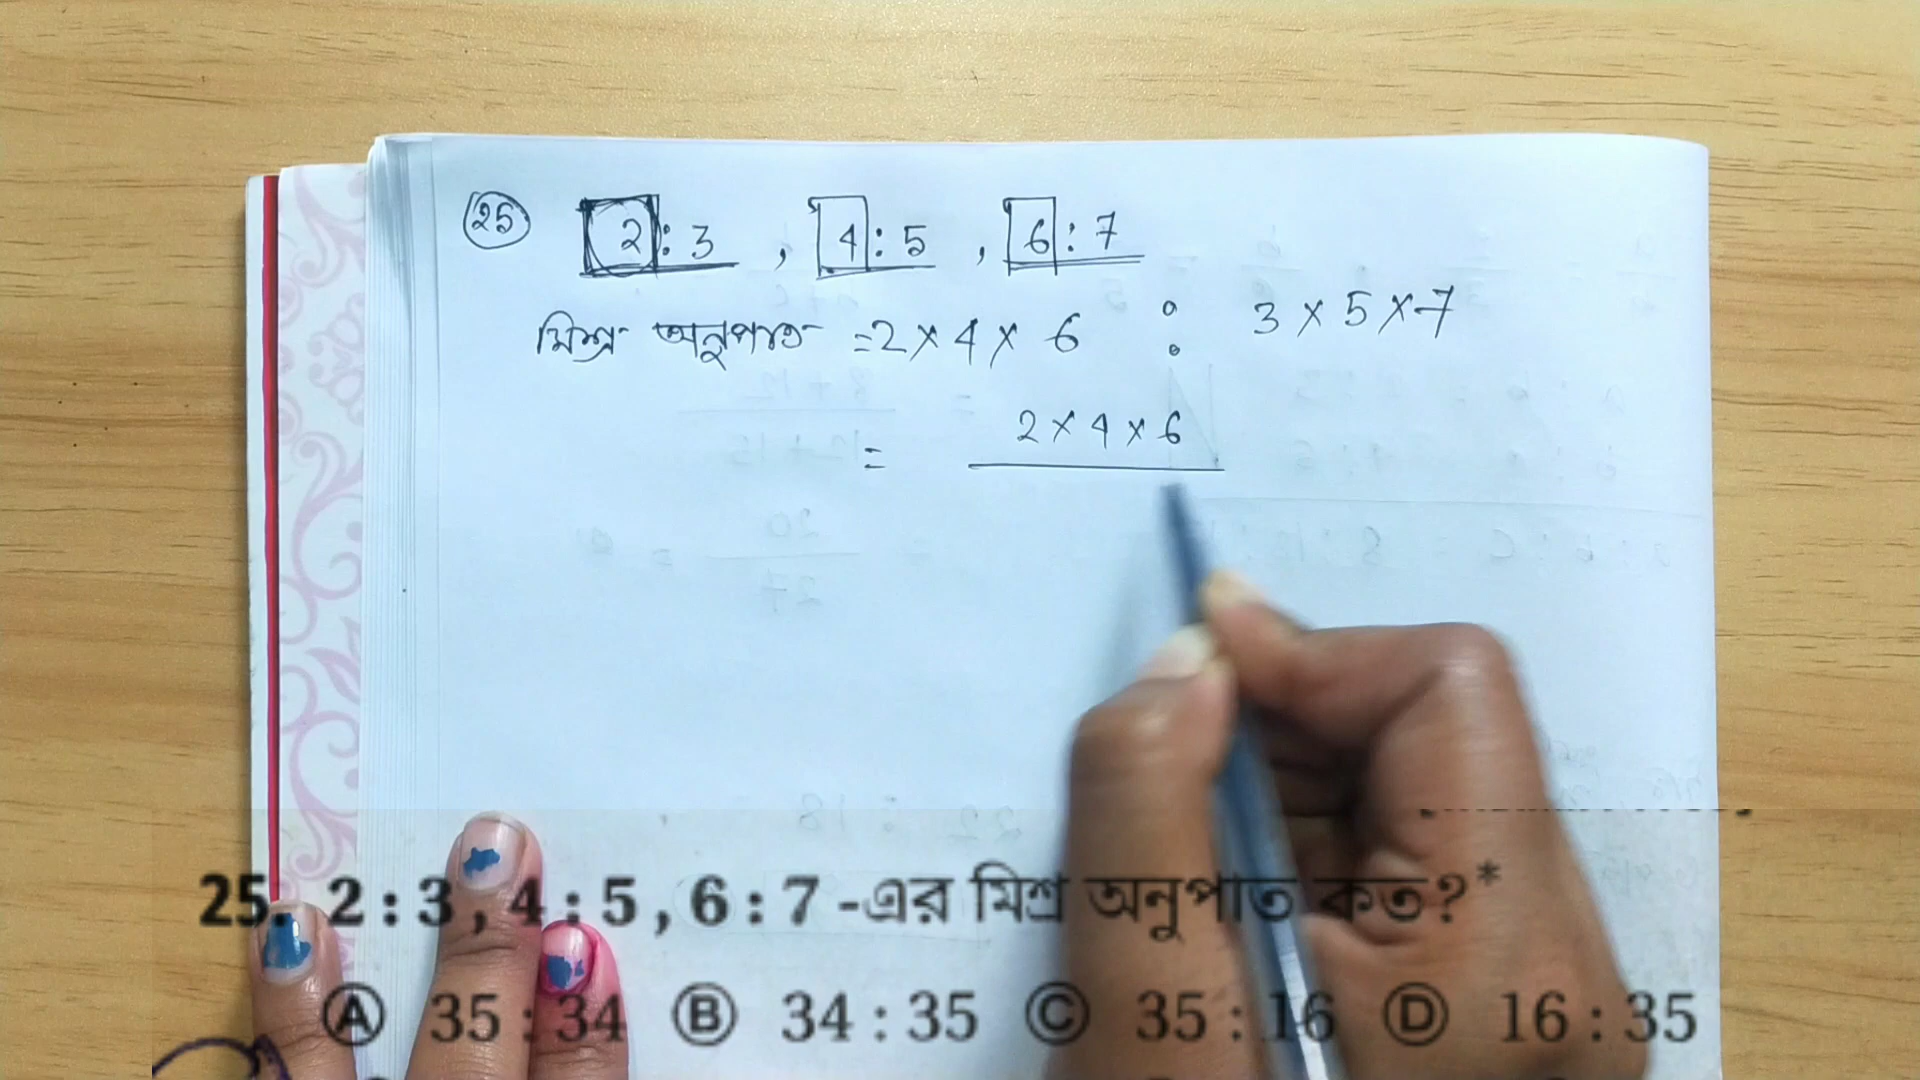 25 2:3 , 4:5 , 6:7
মিশ্র অনুপাত =2×4×6 : 3×5×7
= 2×4×6
25. 2:3, 4:5, 6:7 -এর মিশ্র অনুপাত কত?*
Ⓐ 35:34 Ⓑ 34:35 Ⓒ 35:16 Ⓓ 16:35